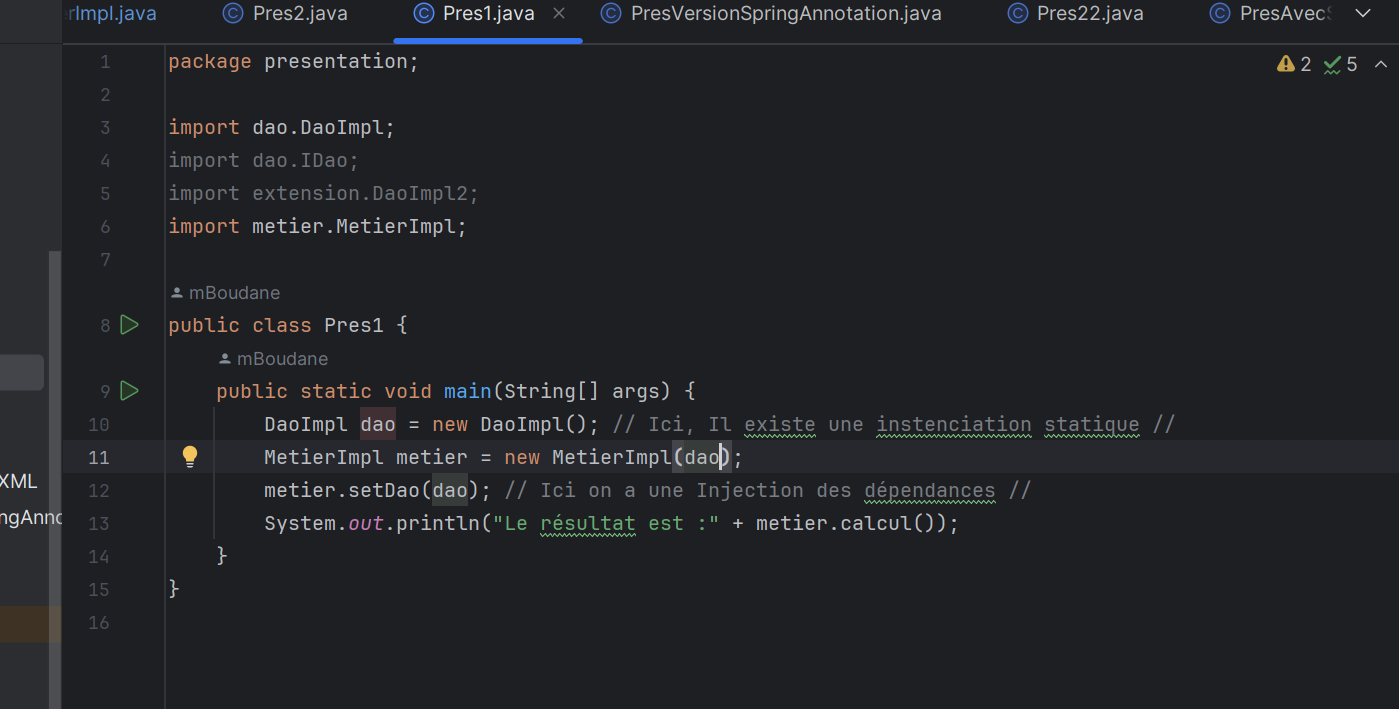 rImpl.java Pres2.java Pres1.java PresVersionSpringAnnotation.java Pres22.java PresAvec
2 5
1 package presentation;
2
3 import dao.DaoImpl;
4 import dao.IDao;
5 import extension.DaoImpl2;
6 import metier.MetierImpl;
7
mBoudane
8 public class Pres1 {
mBoudane
9 public static void main(String[] args) {
10 DaoImpl dao = new DaoImpl(); // Ici, Il existe une instenciation statique //
11 MetierImpl metier = new MetierImpl(dao);
XML
12 metier.setDao(dao); // Ici on a une Injection des dépendances //
ngAnno
13 System.out.println("Le résultat est :" + metier.calcul());
14 }
15 }
16